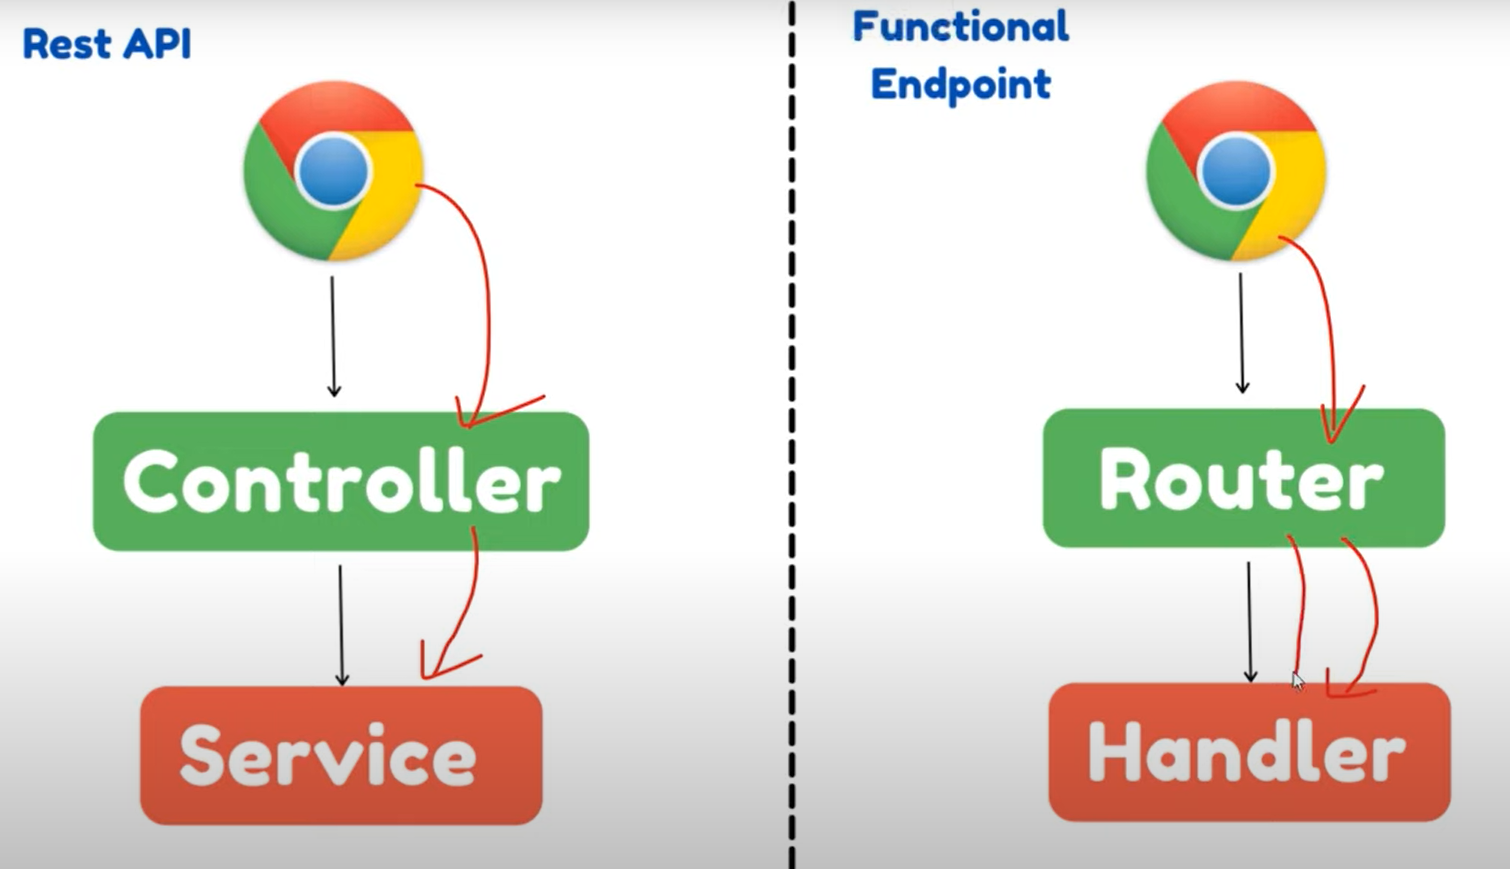 Rest API
Controller
Service
Functional
Endpoint
Router
Handler